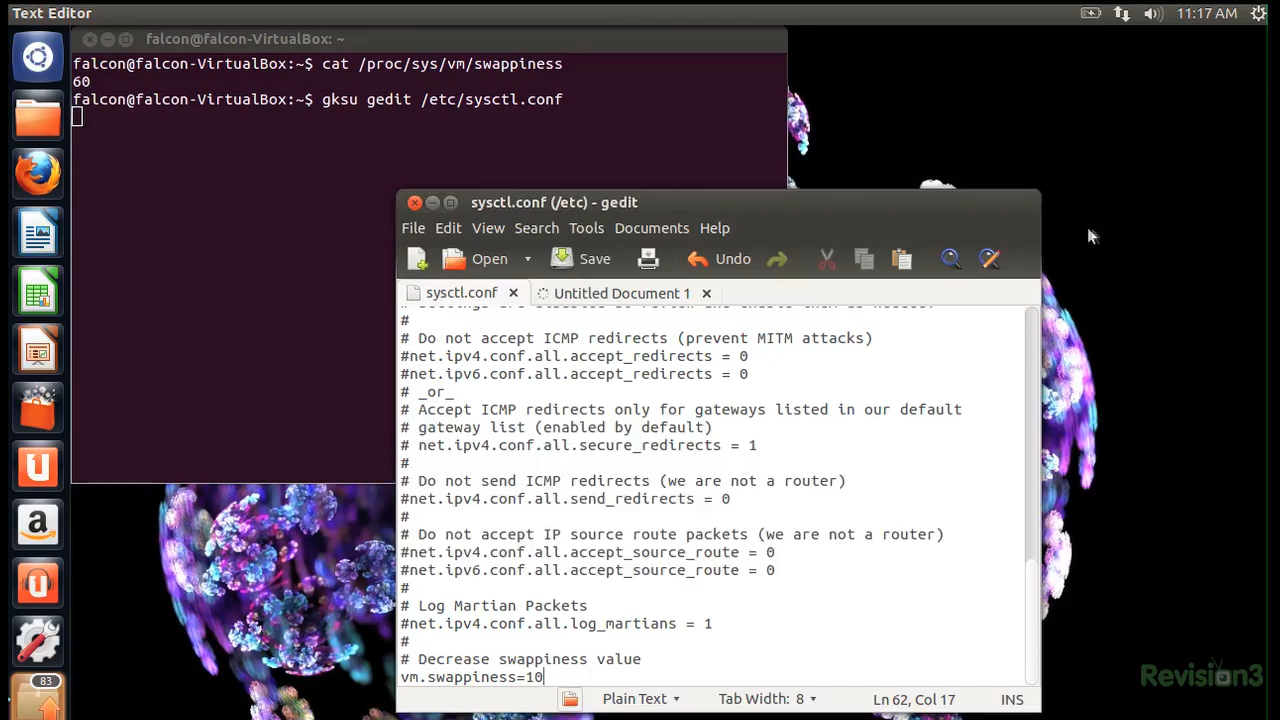 Text Editor
11:17 AM
falcon@falcon-VirtualBox: ~
falcon@falcon-VirtualBox:~$ cat /proc/sys/vm/swappiness
60
falcon@falcon-VirtualBox:~$ gksu gedit /etc/sysctl.conf
sysctl.conf (/etc) - gedit
File Edit View Search Tools Documents Help
Open Save Undo
sysctl.conf Untitled Document 1
#
# Do not accept ICMP redirects (prevent MITM attacks)
#net.ipv4.conf.all.accept_redirects = 0
#net.ipv6.conf.all.accept_redirects = 0
# _or_
# Accept ICMP redirects only for gateways listed in our default
# gateway list (enabled by default)
# net.ipv4.conf.all.secure_redirects = 1
#
# Do not send ICMP redirects (we are not a router)
#net.ipv4.conf.all.send_redirects = 0
#
# Do not accept IP source route packets (we are not a router)
#net.ipv4.conf.all.accept_source_route = 0
#net.ipv6.conf.all.accept_source_route = 0
#
# Log Martian Packets
#net.ipv4.conf.all.log_martians = 1
#
# Decrease swappiness value
vm.swappiness=10
Plain Text Tab Width: 8 Ln 62, Col 17 INS
83
Revision3